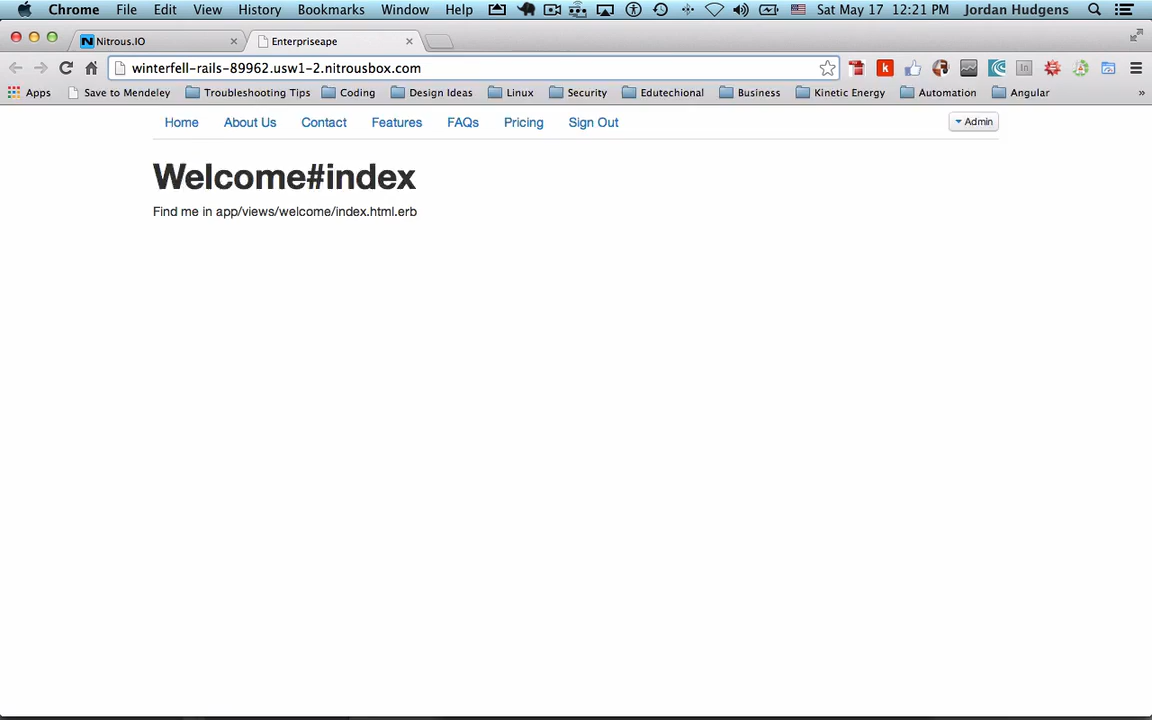 Chrome File Edit View History Bookmarks Window Help Sat May 17 12:21 PM Jordan Hudgens
Nitrous.IO Enterpriseape
winterfell-rails-89962.usw1-2.nitrousbox.com
Apps Save to Mendeley Troubleshooting Tips Coding Design Ideas Linux Security Edutechional Business Kinetic Energy Automation Angular »
Home About Us Contact Features FAQs Pricing Sign Out Admin
Welcome#index
Find me in app/views/welcome/index.html.erb